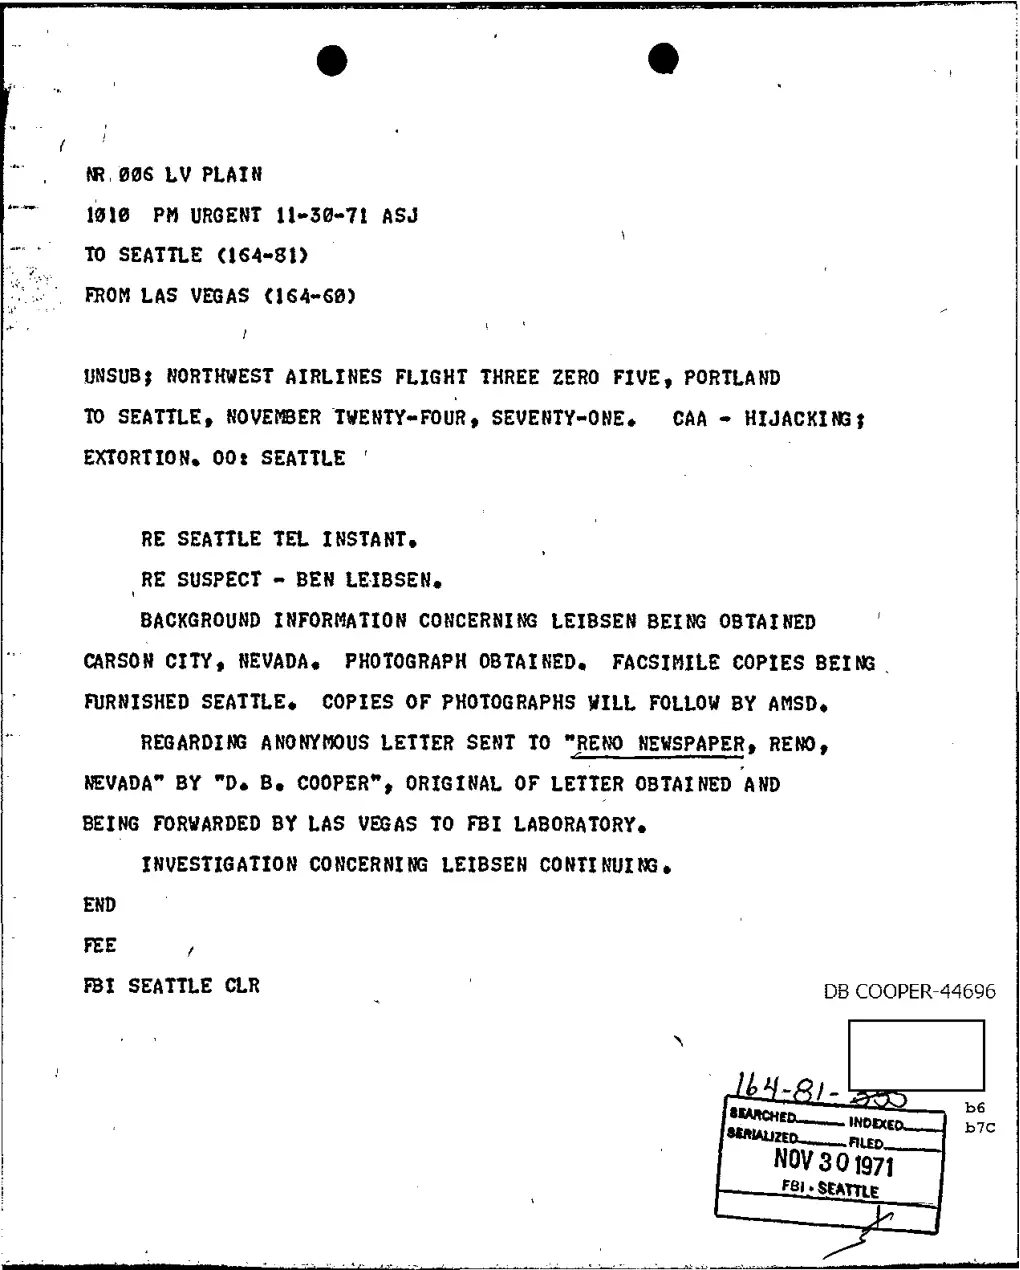 NR 006 LV PLAIN
1010 PM URGENT 11-30-71 ASJ
TO SEATTLE (164-81)
FROM LAS VEGAS (164-60)
UNSUB; NORTHWEST AIRLINES FLIGHT THREE ZERO FIVE, PORTLAND
TO SEATTLE, NOVEMBER TWENTY-FOUR, SEVENTY-ONE. CAA - HIJACKING;
EXTORTION. OO: SEATTLE
RE SEATTLE TEL INSTANT.
RE SUSPECT - BEN LEIBSEN.
BACKGROUND INFORMATION CONCERNING LEIBSEN BEING OBTAINED
CARSON CITY, NEVADA. PHOTOGRAPH OBTAINED. FACSIMILE COPIES BEING
FURNISHED SEATTLE. COPIES OF PHOTOGRAPHS WILL FOLLOW BY AMSD.
REGARDING ANONYMOUS LETTER SENT TO "RENO NEWSPAPER, RENO,
NEVADA" BY "D. B. COOPER", ORIGINAL OF LETTER OBTAINED AND
BEING FORWARDED BY LAS VEGAS TO FBI LABORATORY.
INVESTIGATION CONCERNING LEIBSEN CONTINUING.
END
FEE
FBI SEATTLE CLR
DB COOPER-44696
164-81-
b6
b7C
SEARCHED INDEXED
SERIALIZED FILED
NOV 30 1971
FBI - SEATTLE